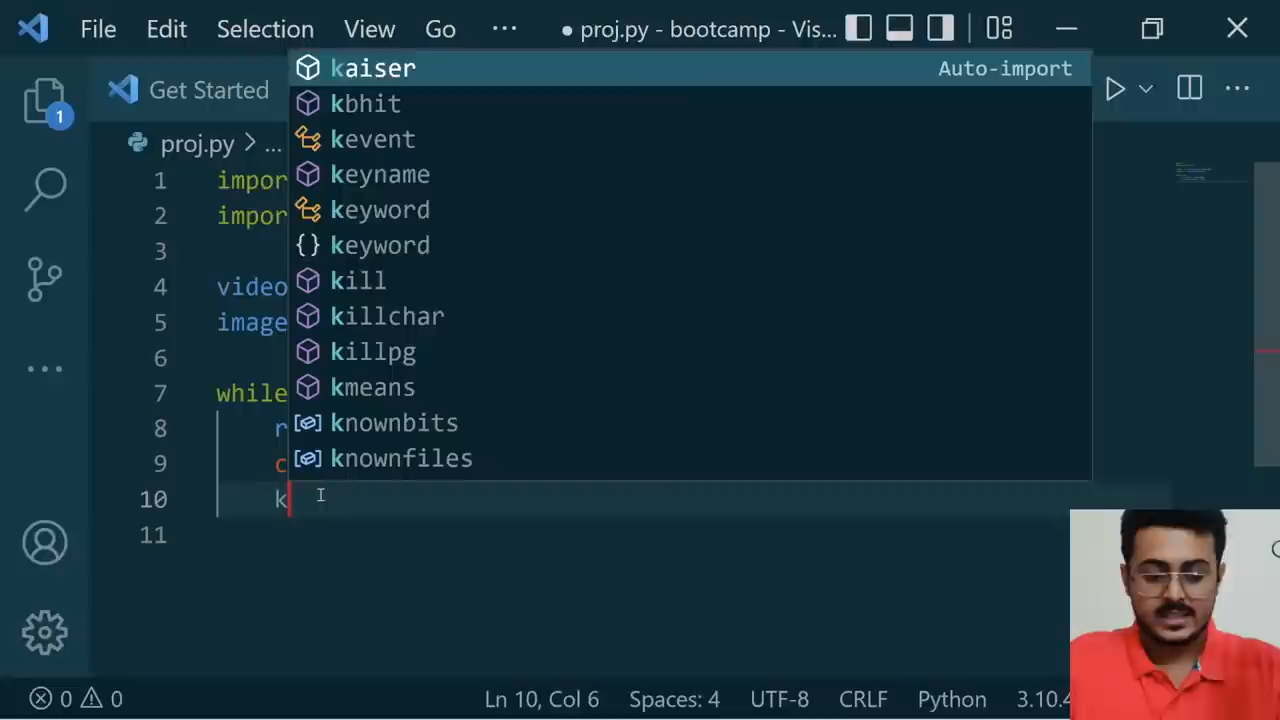 File Edit Selection View Go ... ● proj.py - bootcamp - Vis...
kaiser Auto-import
1 Get Started kbhit
kevent
proj.py > ... keyname
1 impor
2 impor keyword
3 {} keyword
4 video kill
5 image killchar
6 killpg
7 while kmeans
8 r knownbits
9 c knownfiles
10 k
11
0 0 Ln 10, Col 6 Spaces: 4 UTF-8 CRLF Python 3.10.4